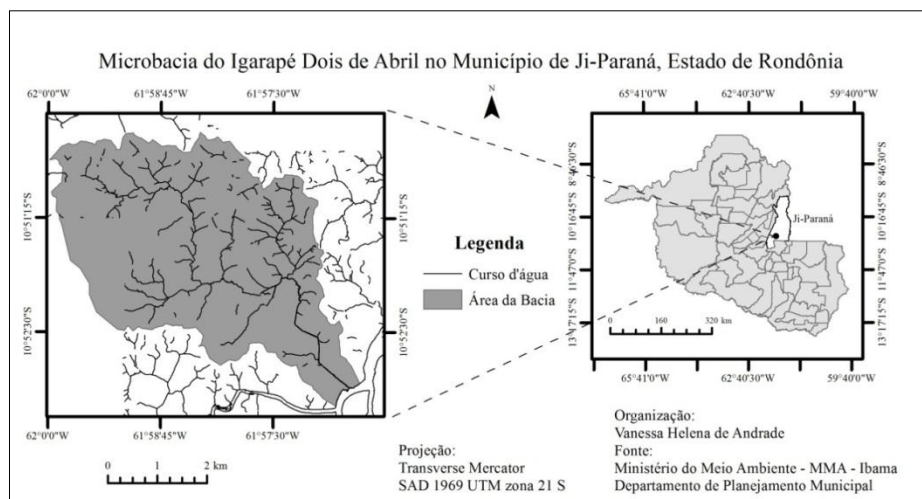 Microbacia do Igarapé Dois de Abril no Município de Ji-Paraná, Estado de Rondônia
62°0'0"W 61°58'45"W 61°57'30"W
N
65°41'0"W 62°40'30"W 59°40'0"W
10°51'15"S
10°52'30"S
10°51'15"S
10°52'30"S
62°0'0"W 61°58'45"W 61°57'30"W
0 1 2 km
Legenda
Curso d'água
Área da Bacia
8°46'30"S
10°16'45"S
11°47'0"S
13°17'15"S
Ji-Paraná
0 160 320 km
8°46'30"S
10°16'45"S
11°47'0"S
13°17'15"S
65°41'0"W 62°40'30"W 59°40'0"W
Projeção:
Transverse Mercator
SAD 1969 UTM zona 21 S
Organização:
Vanessa Helena de Andrade
Fonte:
Ministério do Meio Ambiente - MMA - Ibama
Departamento de Planejamento Municipal